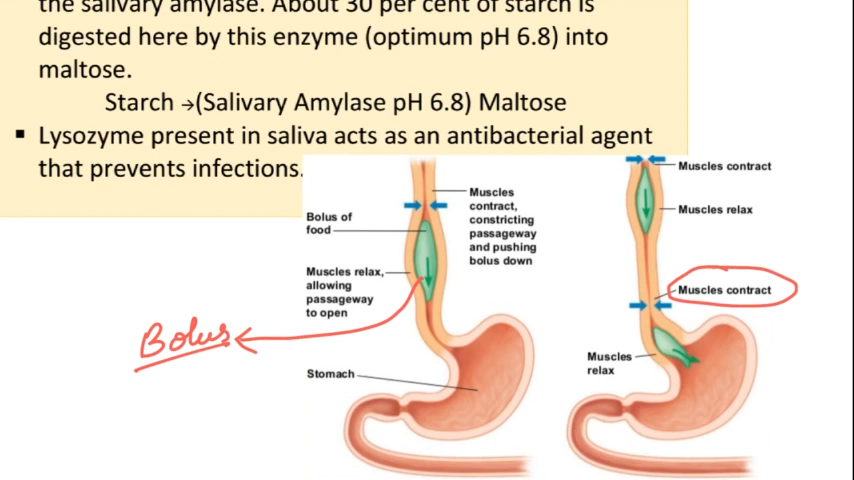 the salivary amylase. About 30 per cent of starch is
digested here by this enzyme (optimum pH 6.8) into
maltose.
Starch →(Salivary Amylase pH 6.8) Maltose
▪ Lysozyme present in saliva acts as an antibacterial agent
that prevents infections.
Bolus of
food
Muscles relax,
allowing
passageway
to open
Stomach
Muscles
contract,
constricting
passageway
and pushing
bolus down
Muscles contract
Muscles relax
Muscles contract
Muscles
relax
Bolus